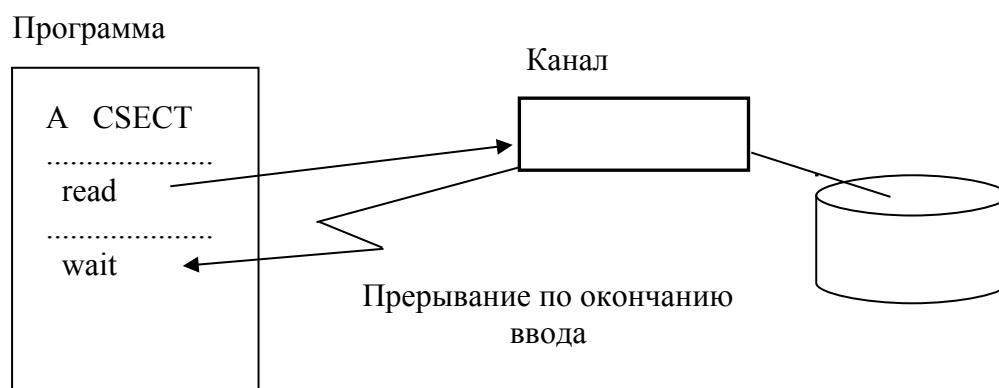 Программа
Канал
А CSECT
.....................
read
.....................
wait
Прерывание по окончанию
ввода